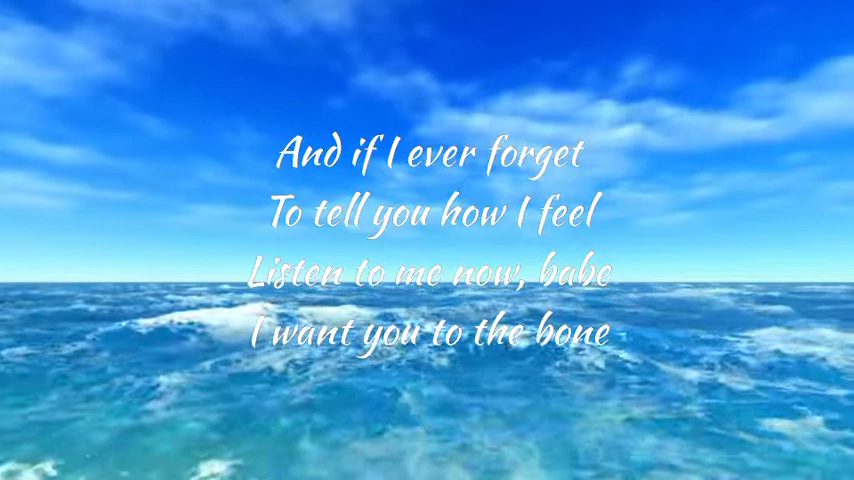 And if I ever forget
To tell you how I feel
Listen to me now, babe
I want you to the bone